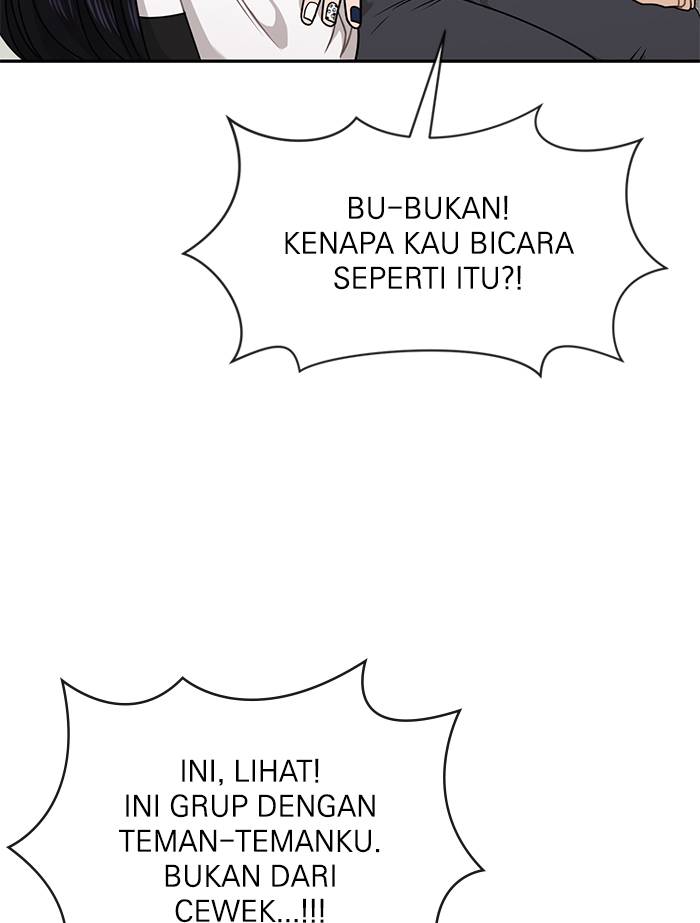 BU-BUKAN!
KENAPA KAU BICARA
SEPERTI ITU?!
INI, LIHAT!
INI GRUP DENGAN
TEMAN-TEMANKU.
BUKAN DARI
CEWEK...!!!